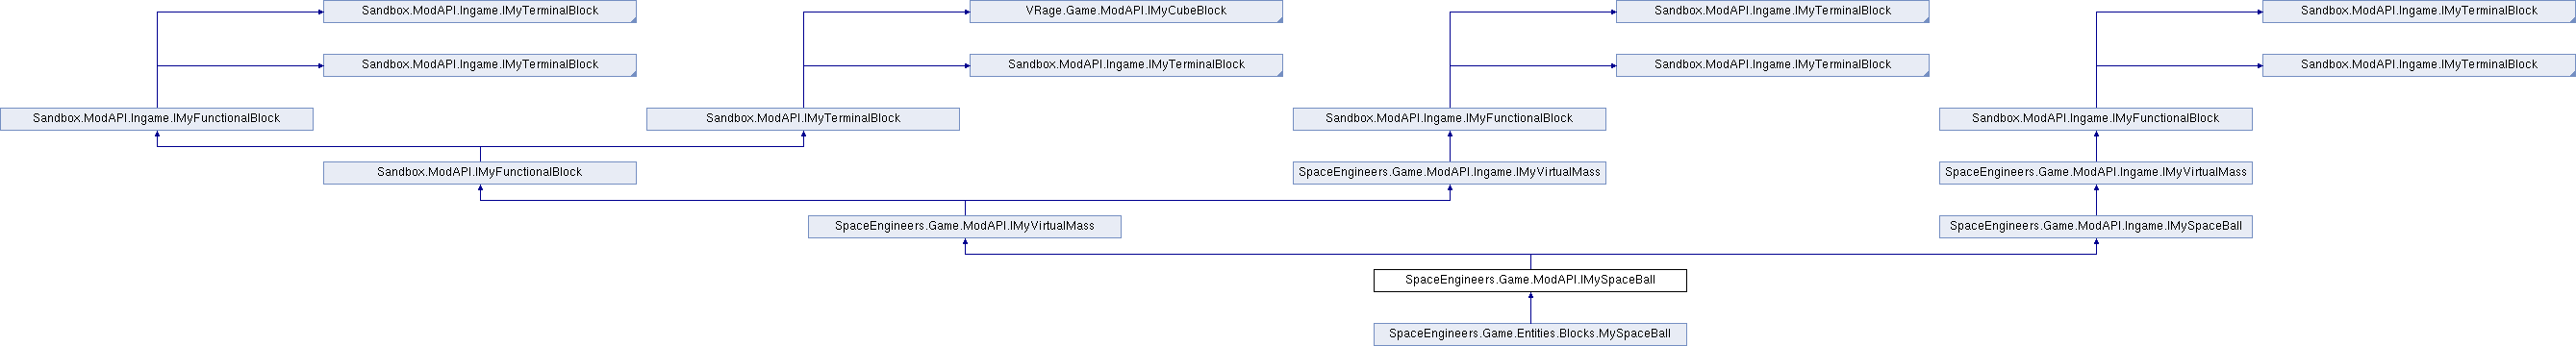 Sandbox.ModAPI.Ingame.IMyTerminalBlock
VRage.Game.ModAPI.IMyCubeBlock
Sandbox.ModAPI.Ingame.IMyTerminalBlock
Sandbox.ModAPI.Ingame.IMyTerminalBlock
Sandbox.ModAPI.Ingame.IMyTerminalBlock
Sandbox.ModAPI.Ingame.IMyTerminalBlock
Sandbox.ModAPI.Ingame.IMyTerminalBlock
Sandbox.ModAPI.Ingame.IMyTerminalBlock
Sandbox.ModAPI.Ingame.IMyFunctionalBlock
Sandbox.ModAPI.IMyTerminalBlock
Sandbox.ModAPI.Ingame.IMyFunctionalBlock
Sandbox.ModAPI.Ingame.IMyFunctionalBlock
Sandbox.ModAPI.IMyFunctionalBlock
SpaceEngineers.Game.ModAPI.Ingame.IMyVirtualMass
SpaceEngineers.Game.ModAPI.Ingame.IMyVirtualMass
SpaceEngineers.Game.ModAPI.IMyVirtualMass
SpaceEngineers.Game.ModAPI.Ingame.IMySpaceBall
SpaceEngineers.Game.ModAPI.IMySpaceBall
SpaceEngineers.Game.Entities.Blocks.MySpaceBall